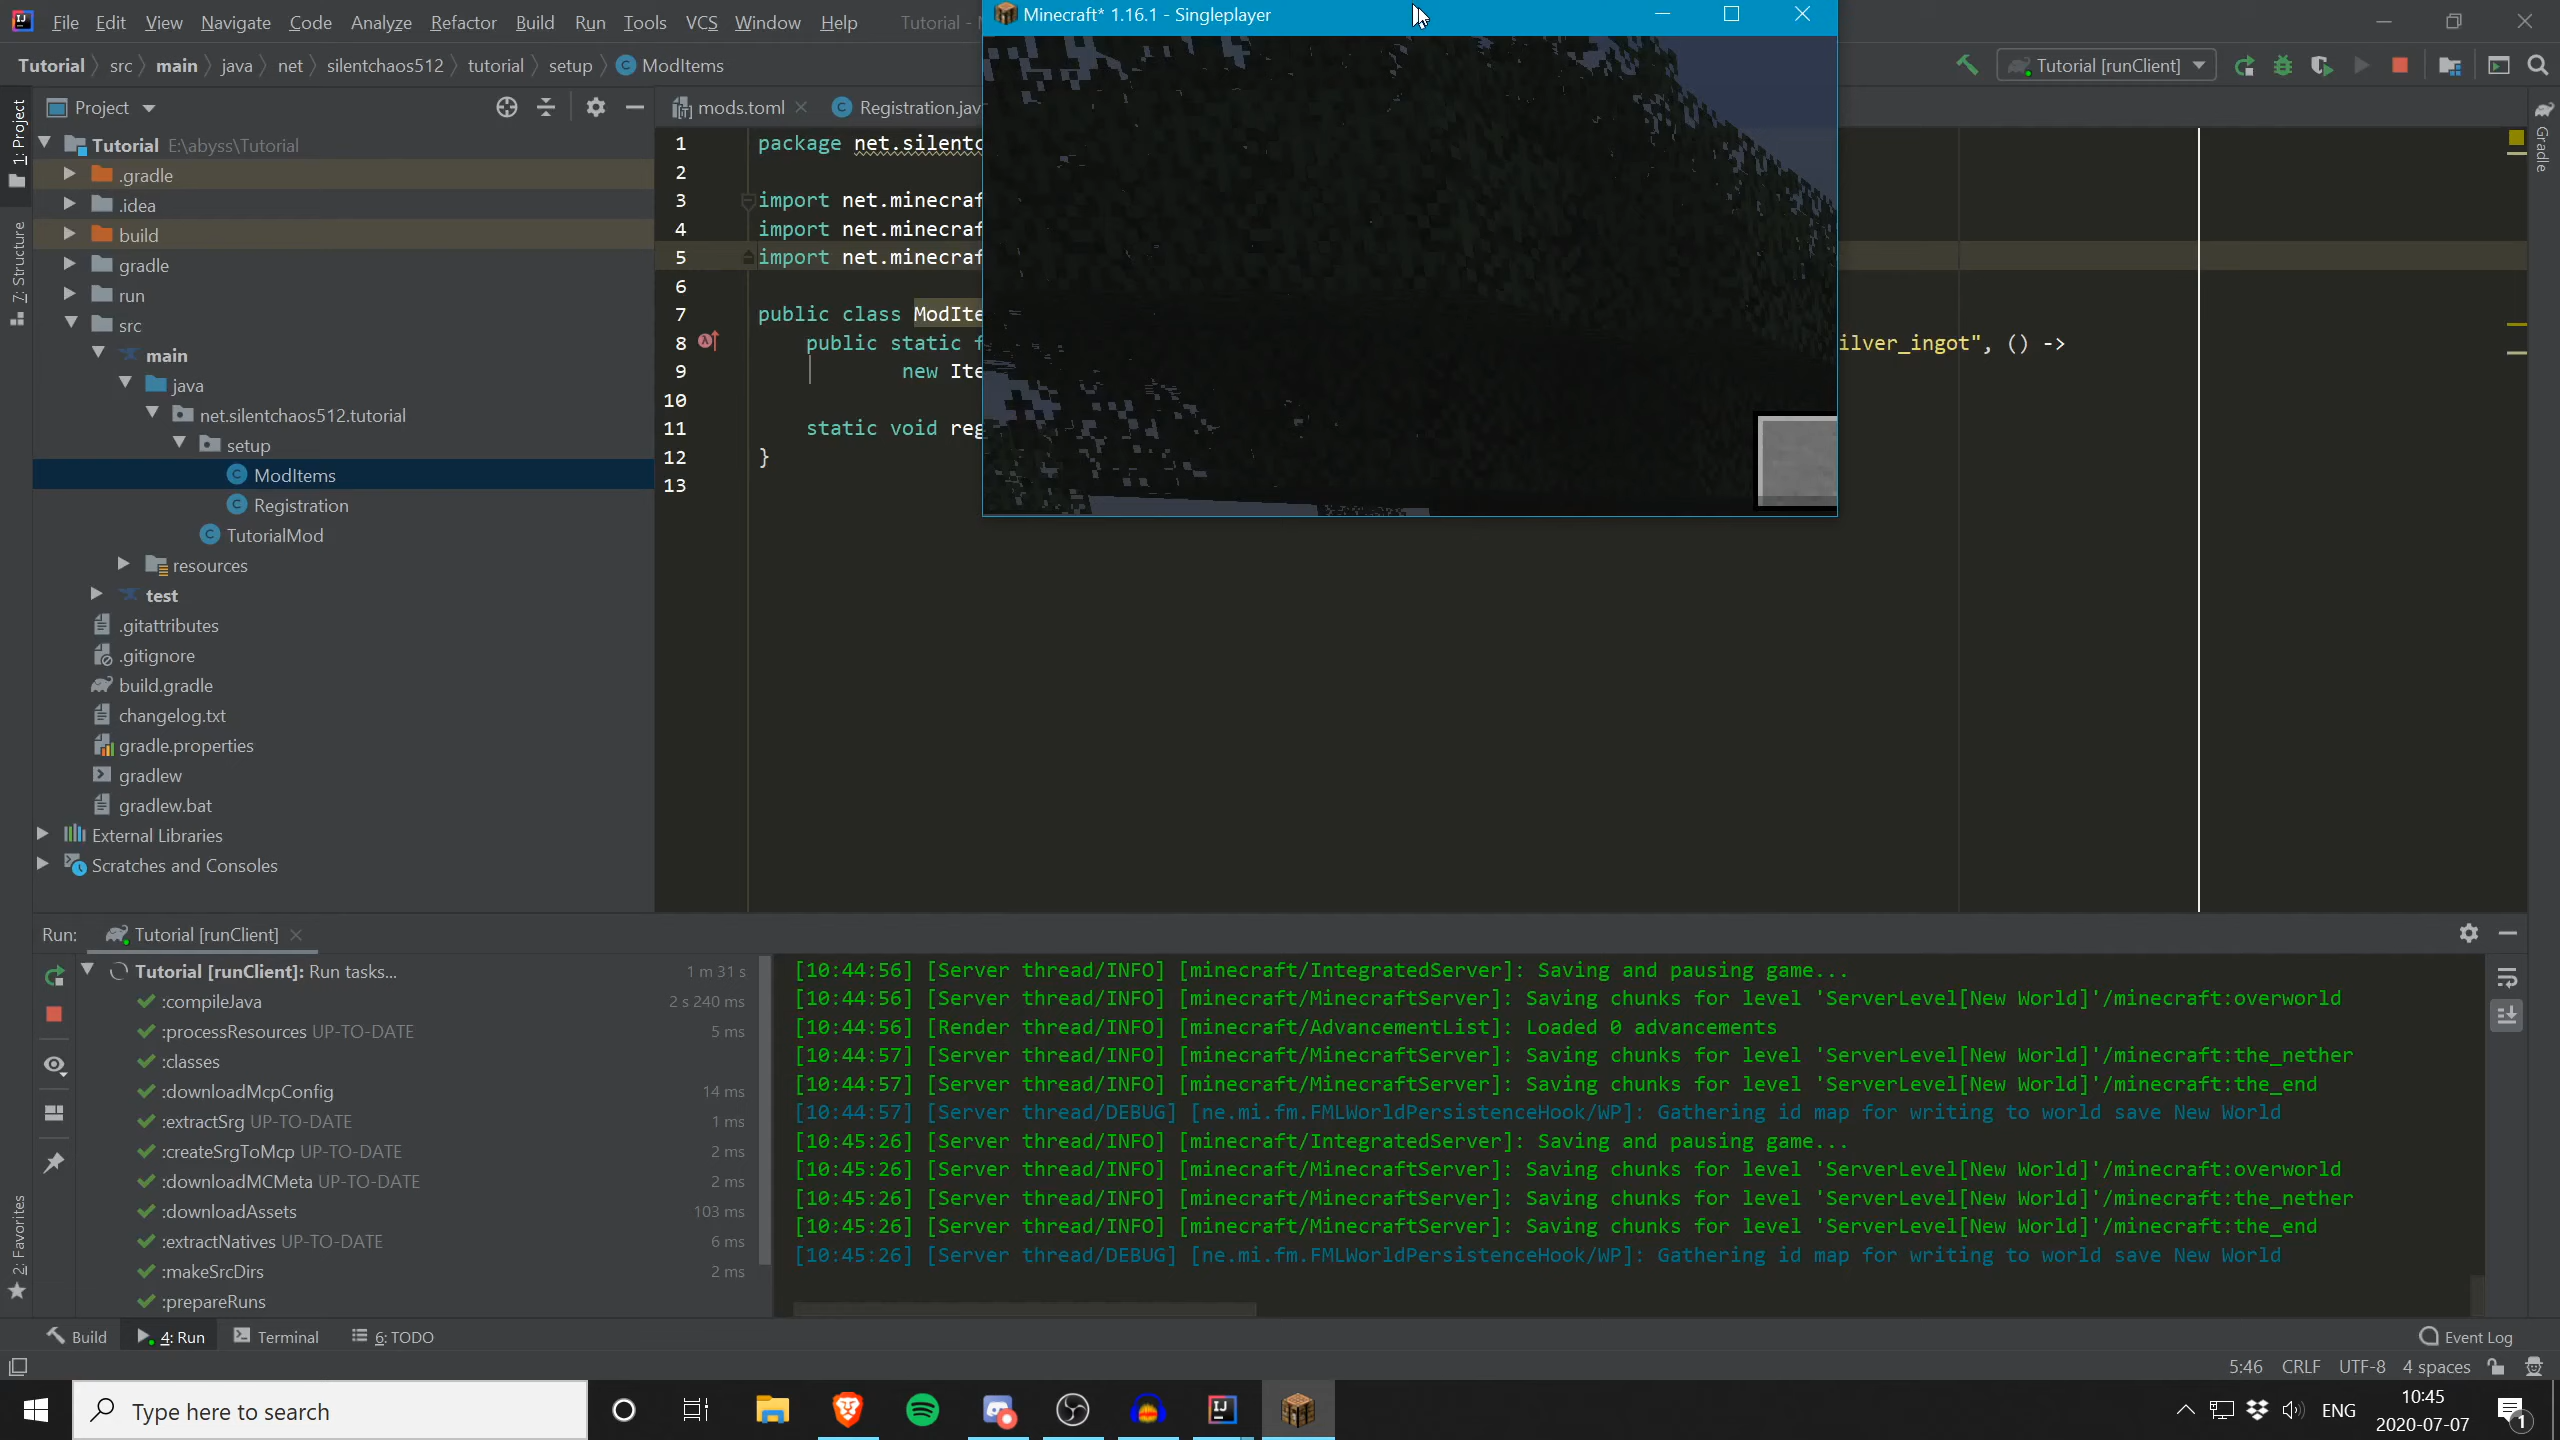 File Edit View Navigate Code Analyze Refactor Build Run Tools VCS Window Help Tutorial -
Minecraft* 1.16.1 - Singleplayer
Tutorial src main java net silentchaos512 tutorial setup ModItems
Tutorial [runClient]
1: Project
Project
mods.toml
Registration.jav
Tutorial E:\abyss\Tutorial
.gradle
.idea
build
gradle
run
src
main
java
net.silentchaos512.tutorial
setup
ModItems
Registration
TutorialMod
resources
test
.gitattributes
.gitignore
build.gradle
changelog.txt
gradle.properties
gradlew
gradlew.bat
External Libraries
Scratches and Consoles
7: Structure
2: Favorites
Gradle
1 package net.silentc
2
3 import net.minecraf
4 import net.minecraf
5 import net.minecraf
6
7 public class ModIte
8 public static f ilver_ingot", () ->
9 new Ite
10
11 static void reg
12 }
13
Run: Tutorial [runClient]
Tutorial [runClient]: Run tasks... 1 m 31 s
:compileJava 2 s 240 ms
:processResources UP-TO-DATE 5 ms
:classes
:downloadMcpConfig 14 ms
:extractSrg UP-TO-DATE 1 ms
:createSrgToMcp UP-TO-DATE 2 ms
:downloadMCMeta UP-TO-DATE 2 ms
:downloadAssets 103 ms
:extractNatives UP-TO-DATE 6 ms
:makeSrcDirs 2 ms
:prepareRuns
[10:44:56] [Server thread/INFO] [minecraft/IntegratedServer]: Saving and pausing game...
[10:44:56] [Server thread/INFO] [minecraft/MinecraftServer]: Saving chunks for level 'ServerLevel[New World]'/minecraft:overworld
[10:44:56] [Render thread/INFO] [minecraft/AdvancementList]: Loaded 0 advancements
[10:44:57] [Server thread/INFO] [minecraft/MinecraftServer]: Saving chunks for level 'ServerLevel[New World]'/minecraft:the_nether
[10:44:57] [Server thread/INFO] [minecraft/MinecraftServer]: Saving chunks for level 'ServerLevel[New World]'/minecraft:the_end
[10:44:57] [Server thread/DEBUG] [ne.mi.fm.FMLWorldPersistenceHook/WP]: Gathering id map for writing to world save New World
[10:45:26] [Server thread/INFO] [minecraft/IntegratedServer]: Saving and pausing game...
[10:45:26] [Server thread/INFO] [minecraft/MinecraftServer]: Saving chunks for level 'ServerLevel[New World]'/minecraft:overworld
[10:45:26] [Server thread/INFO] [minecraft/MinecraftServer]: Saving chunks for level 'ServerLevel[New World]'/minecraft:the_nether
[10:45:26] [Server thread/INFO] [minecraft/MinecraftServer]: Saving chunks for level 'ServerLevel[New World]'/minecraft:the_end
[10:45:26] [Server thread/DEBUG] [ne.mi.fm.FMLWorldPersistenceHook/WP]: Gathering id map for writing to world save New World
Build 4: Run Terminal 6: TODO Event Log
5:46 CRLF UTF-8 4 spaces
Type here to search
ENG
10:45
2020-07-07
1